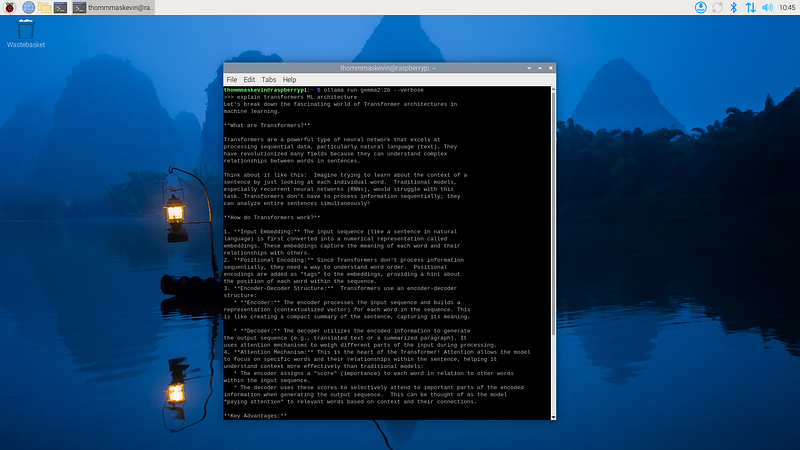 thommmaskevin@ra...
10:45
Wastebasket
thommmaskevin@raspberrypi: ~
File Edit Tabs Help
thommmaskevin@raspberrypi:~ $ ollama run gemma2:2b --verbose
>>> explain transformers ML architecture
Let's break down the fascinating world of Transformer architectures in
machine learning.
**What are Transformers?**
Transformers are a powerful type of neural network that excels at
processing sequential data, particularly natural language (text). They
have revolutionized many fields because they can understand complex
relationships between words in sentences.
Think about it like this:  Imagine trying to learn about the context of a
sentence by just looking at each individual word.  Traditional models,
especially recurrent neural networks (RNNs), would struggle with this
task. Transformers don't have to process information sequentially; they
can analyze entire sentences simultaneously!
**How do Transformers work?**
1. **Input Embedding:** The input sequence (like a sentence in natural
language) is first converted into a numerical representation called
embeddings. These embeddings capture the meaning of each word and their
relationships with others.
2. **Positional Encoding:** Since Transformers don't process information
sequentially, they need a way to understand word order.  Positional
encodings are added as "tags" to the embeddings, providing a hint about
the position of each word within the sequence.
3. **Encoder-Decoder Structure:**  Transformers use an encoder-decoder
structure:
* **Encoder:** The encoder processes the input sequence and builds a
representation (contextualized vector) for each word in the sequence. This
is like creating a compact summary of the sentence, capturing its meaning.
* **Decoder:** The decoder utilizes the encoded information to generate
the output sequence (e.g., translated text or a summarized paragraph). It
uses attention mechanisms to weigh different parts of the input during processing.
4. **Attention Mechanism:** This is the heart of the Transformer! Attention allows the model
to focus on specific words and their relationships within the sentence, helping it
understand context more effectively than traditional models:
* The encoder assigns a "score" (importance) to each word in relation to other words
within the input sequence.
* The decoder uses these scores to selectively attend to important parts of the encoded
information when generating the output sequence.  This can be thought of as the model
"paying attention" to relevant words based on context and their connections.
**Key Advantages:**